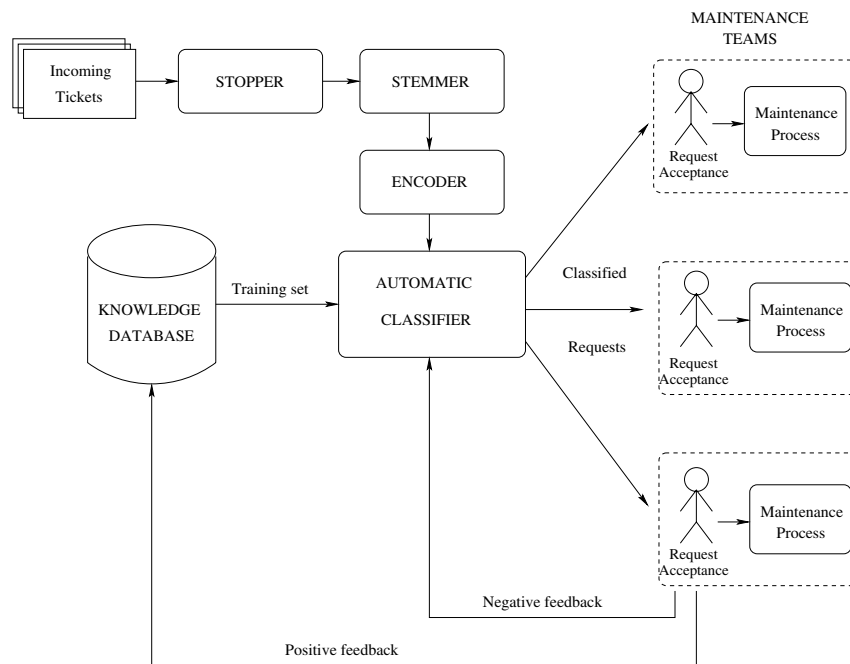 MAINTENANCE
TEAMS
Incoming
Tickets
STOPPER
STEMMER
Maintenance
Process
Request
Acceptance
ENCODER
KNOWLEDGE
DATABASE
Training set
AUTOMATIC
CLASSIFIER
Classified
Requests
Maintenance
Process
Request
Acceptance
Maintenance
Process
Request
Acceptance
Negative feedback
Positive feedback